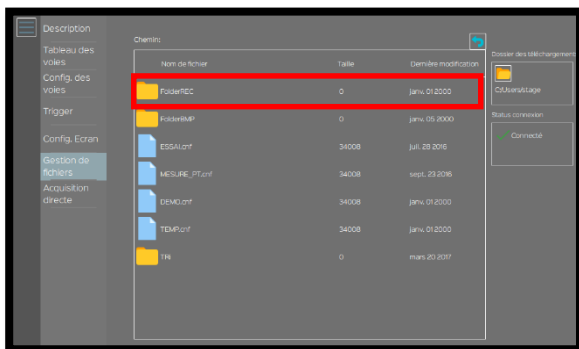 Description
Tableau des
voies
Config. des
voies
Trigger
Config. Ecran
Gestion de
fichiers
Acquisition
directe
Chemin:
Nom de fichier Taille Dernière modification
FolderREC 0 janv. 01 2000
FolderBMP 0 janv. 05 2000
ESSAI.cnf 34008 juil. 28 2016
MESURE_PT.cnf 34008 sept. 23 2016
DEMO.cnf 34008 janv. 01 2000
TEMP.cnf 34008 janv. 01 2000
TRI 0 mars 20 2017
Dossier des téléchargement
C:/Users/stage
Status connexion
Connecté